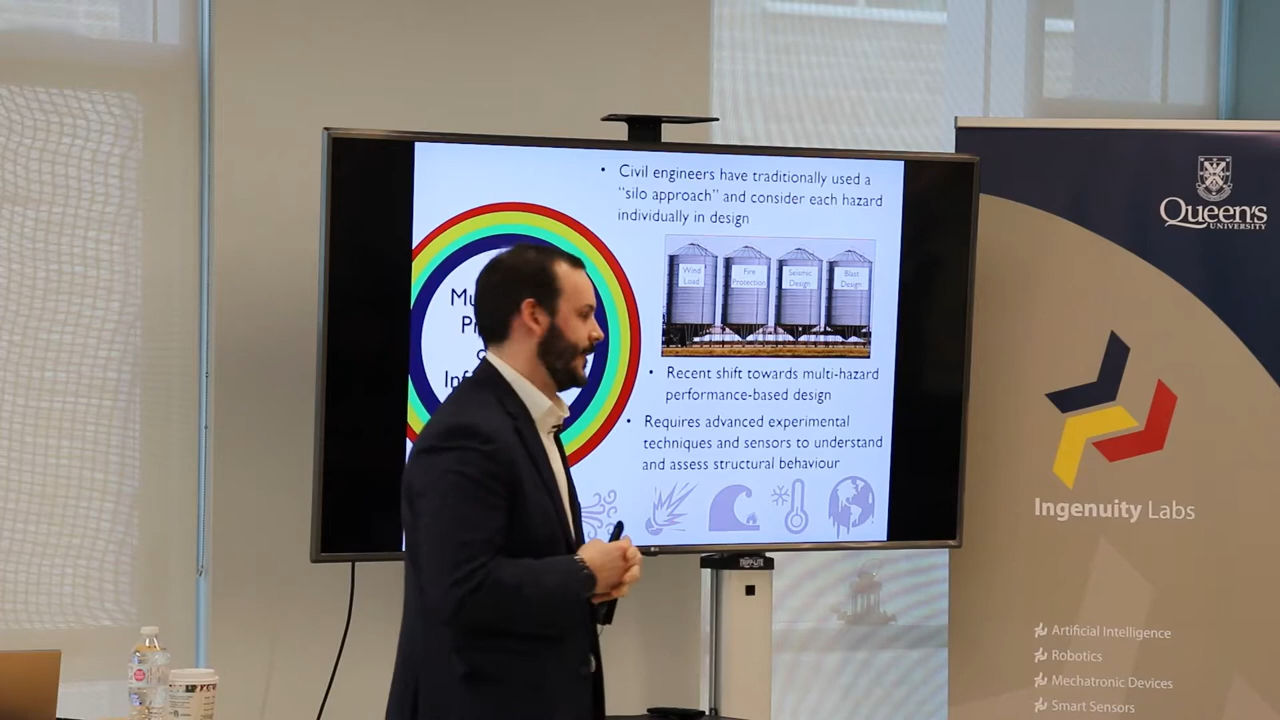 • Civil engineers have traditionally used a
“silo approach” and consider each hazard
individually in design
Wind
Load
Fire
Protection
Seismic
Design
Blast
Design
• Recent shift towards multi-hazard
performance-based design
• Requires advanced experimental
techniques and sensors to understand
and assess structural behaviour
TRIPP-LITE
Queen's
UNIVERSITY
Ingenuity Labs
Artificial Intelligence
Robotics
Mechatronic Devices
Smart Sensors